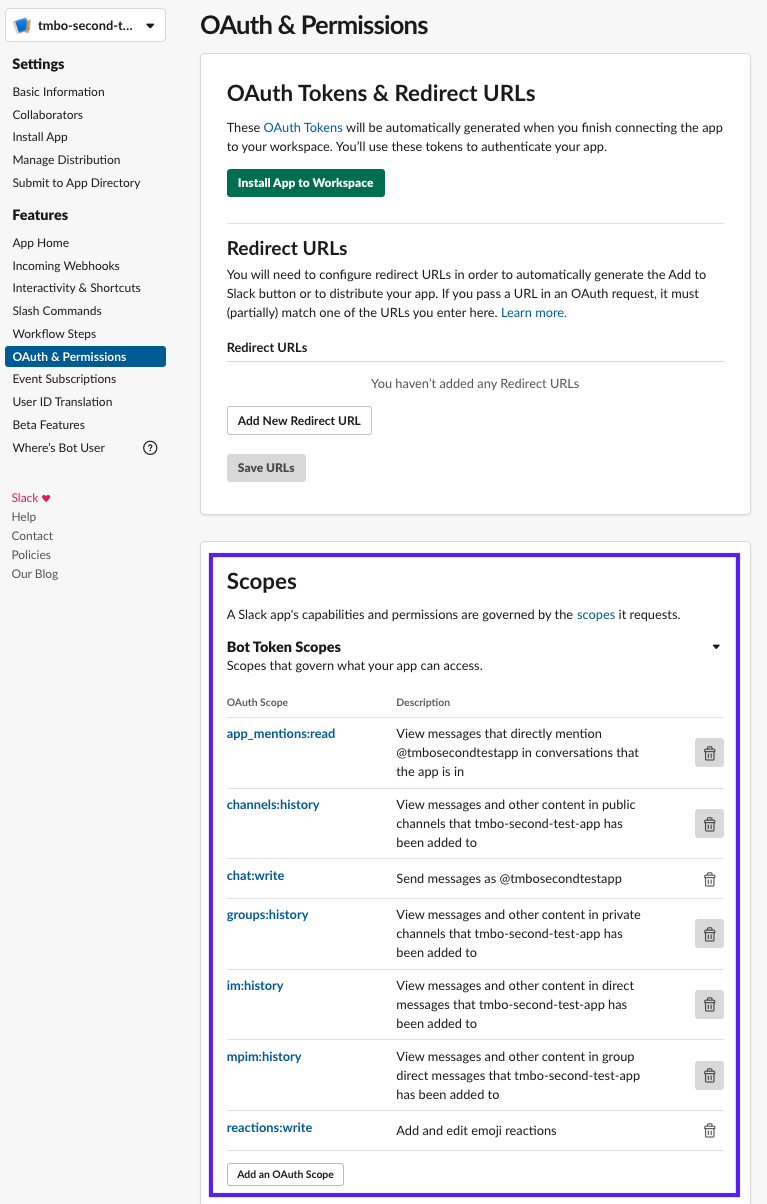 tmbo-second-t...
OAuth & Permissions
Settings
Basic Information
Collaborators
Install App
Manage Distribution
Submit to App Directory
Features
App Home
Incoming Webhooks
Interactivity & Shortcuts
Slash Commands
Workflow Steps
OAuth & Permissions
Event Subscriptions
User ID Translation
Beta Features
Where's Bot User ?
Slack ♥
Help
Contact
Policies
Our Blog
OAuth Tokens & Redirect URLs
These OAuth Tokens will be automatically generated when you finish connecting the app
to your workspace. You'll use these tokens to authenticate your app.
Install App to Workspace
Redirect URLs
You will need to configure redirect URLs in order to automatically generate the Add to
Slack button or to distribute your app. If you pass a URL in an OAuth request, it must
(partially) match one of the URLs you enter here. Learn more.
Redirect URLs
You haven't added any Redirect URLs
Add New Redirect URL
Save URLs
Scopes
A Slack app's capabilities and permissions are governed by the scopes it requests.
Bot Token Scopes
Scopes that govern what your app can access.
OAuth Scope Description
app_mentions:read View messages that directly mention
@tmbosecondtestapp in conversations that
the app is in
channels:history View messages and other content in public
channels that tmbo-second-test-app has
been added to
chat:write Send messages as @tmbosecondtestapp
groups:history View messages and other content in private
channels that tmbo-second-test-app has
been added to
im:history View messages and other content in direct
messages that tmbo-second-test-app has
been added to
mpim:history View messages and other content in group
direct messages that tmbo-second-test-app
has been added to
reactions:write Add and edit emoji reactions
Add an OAuth Scope